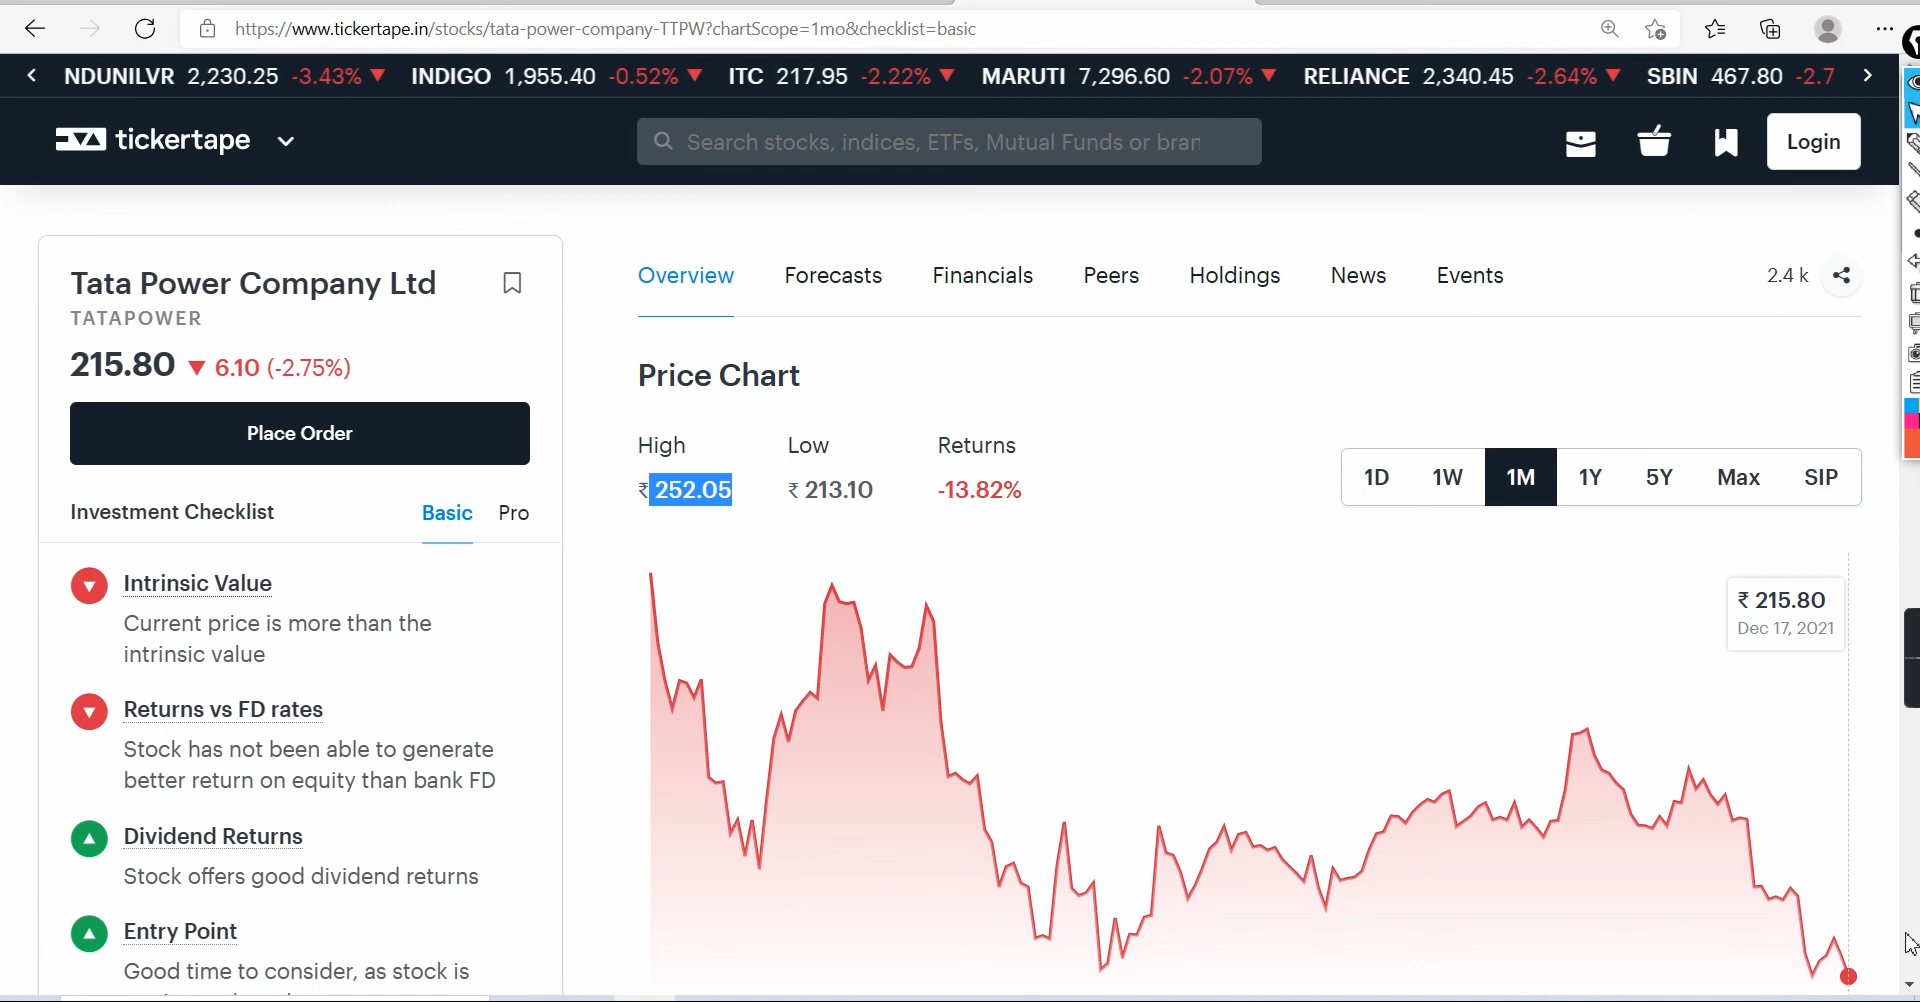 https://www.tickertape.in/stocks/tata-power-company-TTPW?chartScope=1mo&checklist=basic
NDUNILVR 2,230.25 -3.43% ▼ INDIGO 1,955.40 -0.52% ▼ ITC 217.95 -2.22% ▼ MARUTI 7,296.60 -2.07% ▼ RELIANCE 2,340.45 -2.64% ▼ SBIN 467.80 -2.7
tickertape
Search stocks, indices, ETFs, Mutual Funds or bran
Login
Tata Power Company Ltd
TATAPOWER
215.80 ▼ 6.10 (-2.75%)
Place Order
Investment Checklist Basic Pro
Intrinsic Value
Current price is more than the
intrinsic value
Returns vs FD rates
Stock has not been able to generate
better return on equity than bank FD
Dividend Returns
Stock offers good dividend returns
Entry Point
Good time to consider, as stock is
Overview Forecasts Financials Peers Holdings News Events 2.4 k
Price Chart
High Low Returns
₹ 252.05 ₹ 213.10 -13.82%
1D 1W 1M 1Y 5Y Max SIP
₹ 215.80
Dec 17, 2021